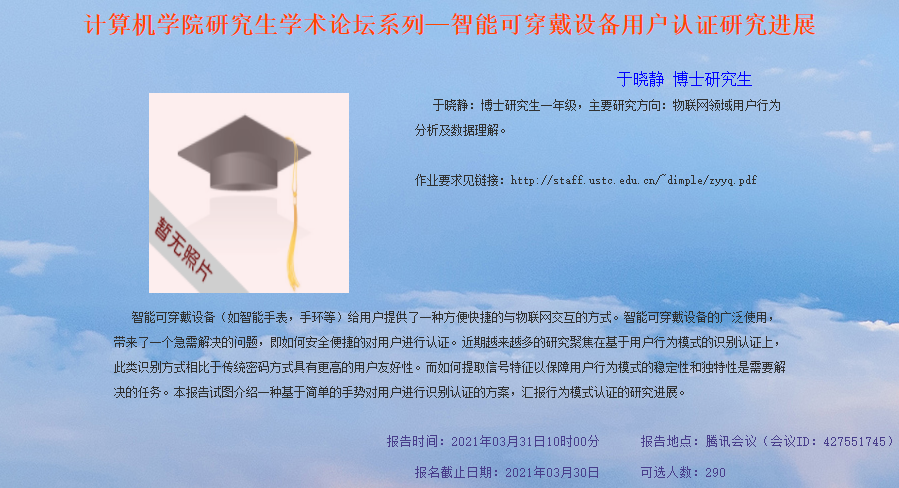 计算机学院研究生学术论坛系列—智能可穿戴设备用户认证研究进展
于晓静 博士研究生
于晓静：博士研究生一年级，主要研究方向：物联网领域用户行为
分析及数据理解。
作业要求见链接：http://staff.ustc.edu.cn/~dimple/zyyq.pdf
暂无照片
智能可穿戴设备（如智能手表，手环等）给用户提供了一种方便快捷的与物联网交互的方式。智能可穿戴设备的广泛使用，
带来了一个急需解决的问题，即如何安全便捷的对用户进行认证。近期越来越多的研究聚焦在基于用户行为模式的识别认证上，
此类识别方式相比于传统密码方式具有更高的用户友好性。而如何提取信号特征以保障用户行为模式的稳定性和独特性是需要解
决的任务。本报告试图介绍一种基于简单的手势对用户进行识别认证的方案，汇报行为模式认证的研究进展。
报告时间：2021年03月31日10时00分 报告地点：腾讯会议（会议ID：427551745）
报名截止日期：2021年03月30日 可选人数：290